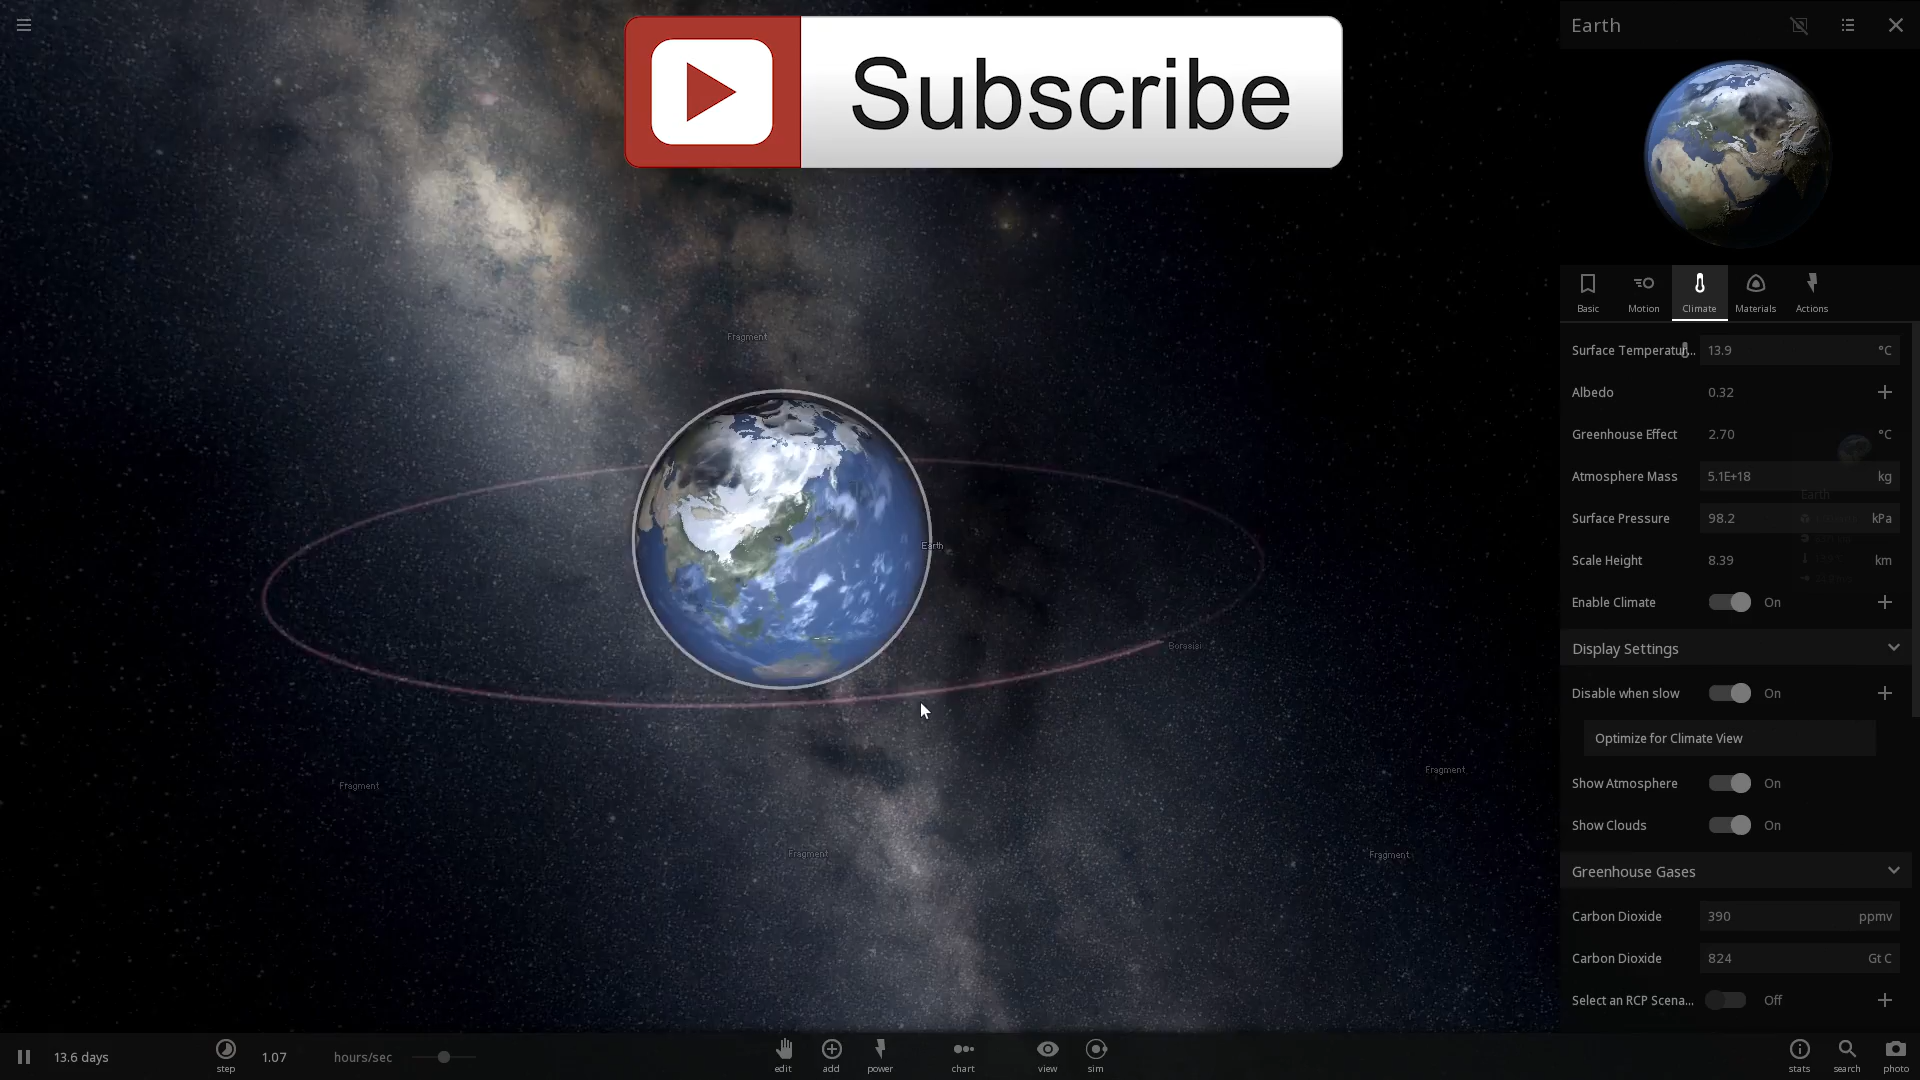 Subscribe
Earth
Basic
Motion
Climate
Materials
Actions
Surface Temperatur... 13.9 °C
Albedo 0.32
Greenhouse Effect 2.70 °C
Atmosphere Mass 5.1E+18 kg
Earth
Surface Pressure 98.2 kPa
Scale Height 8.39 km
Enable Climate On
Display Settings
Disable when slow On
Optimize for Climate View
Show Atmosphere On
Show Clouds On
Greenhouse Gases
Carbon Dioxide 390 ppmv
Carbon Dioxide 824 Gt C
Select an RCP Scena... Off
Fragment
Earth
Borasisi
Fragment
Fragment
Fragment
Fragment
13.6 days
step
1.07 hours/sec
edit
add
power
chart
view
sim
stats
search
photo